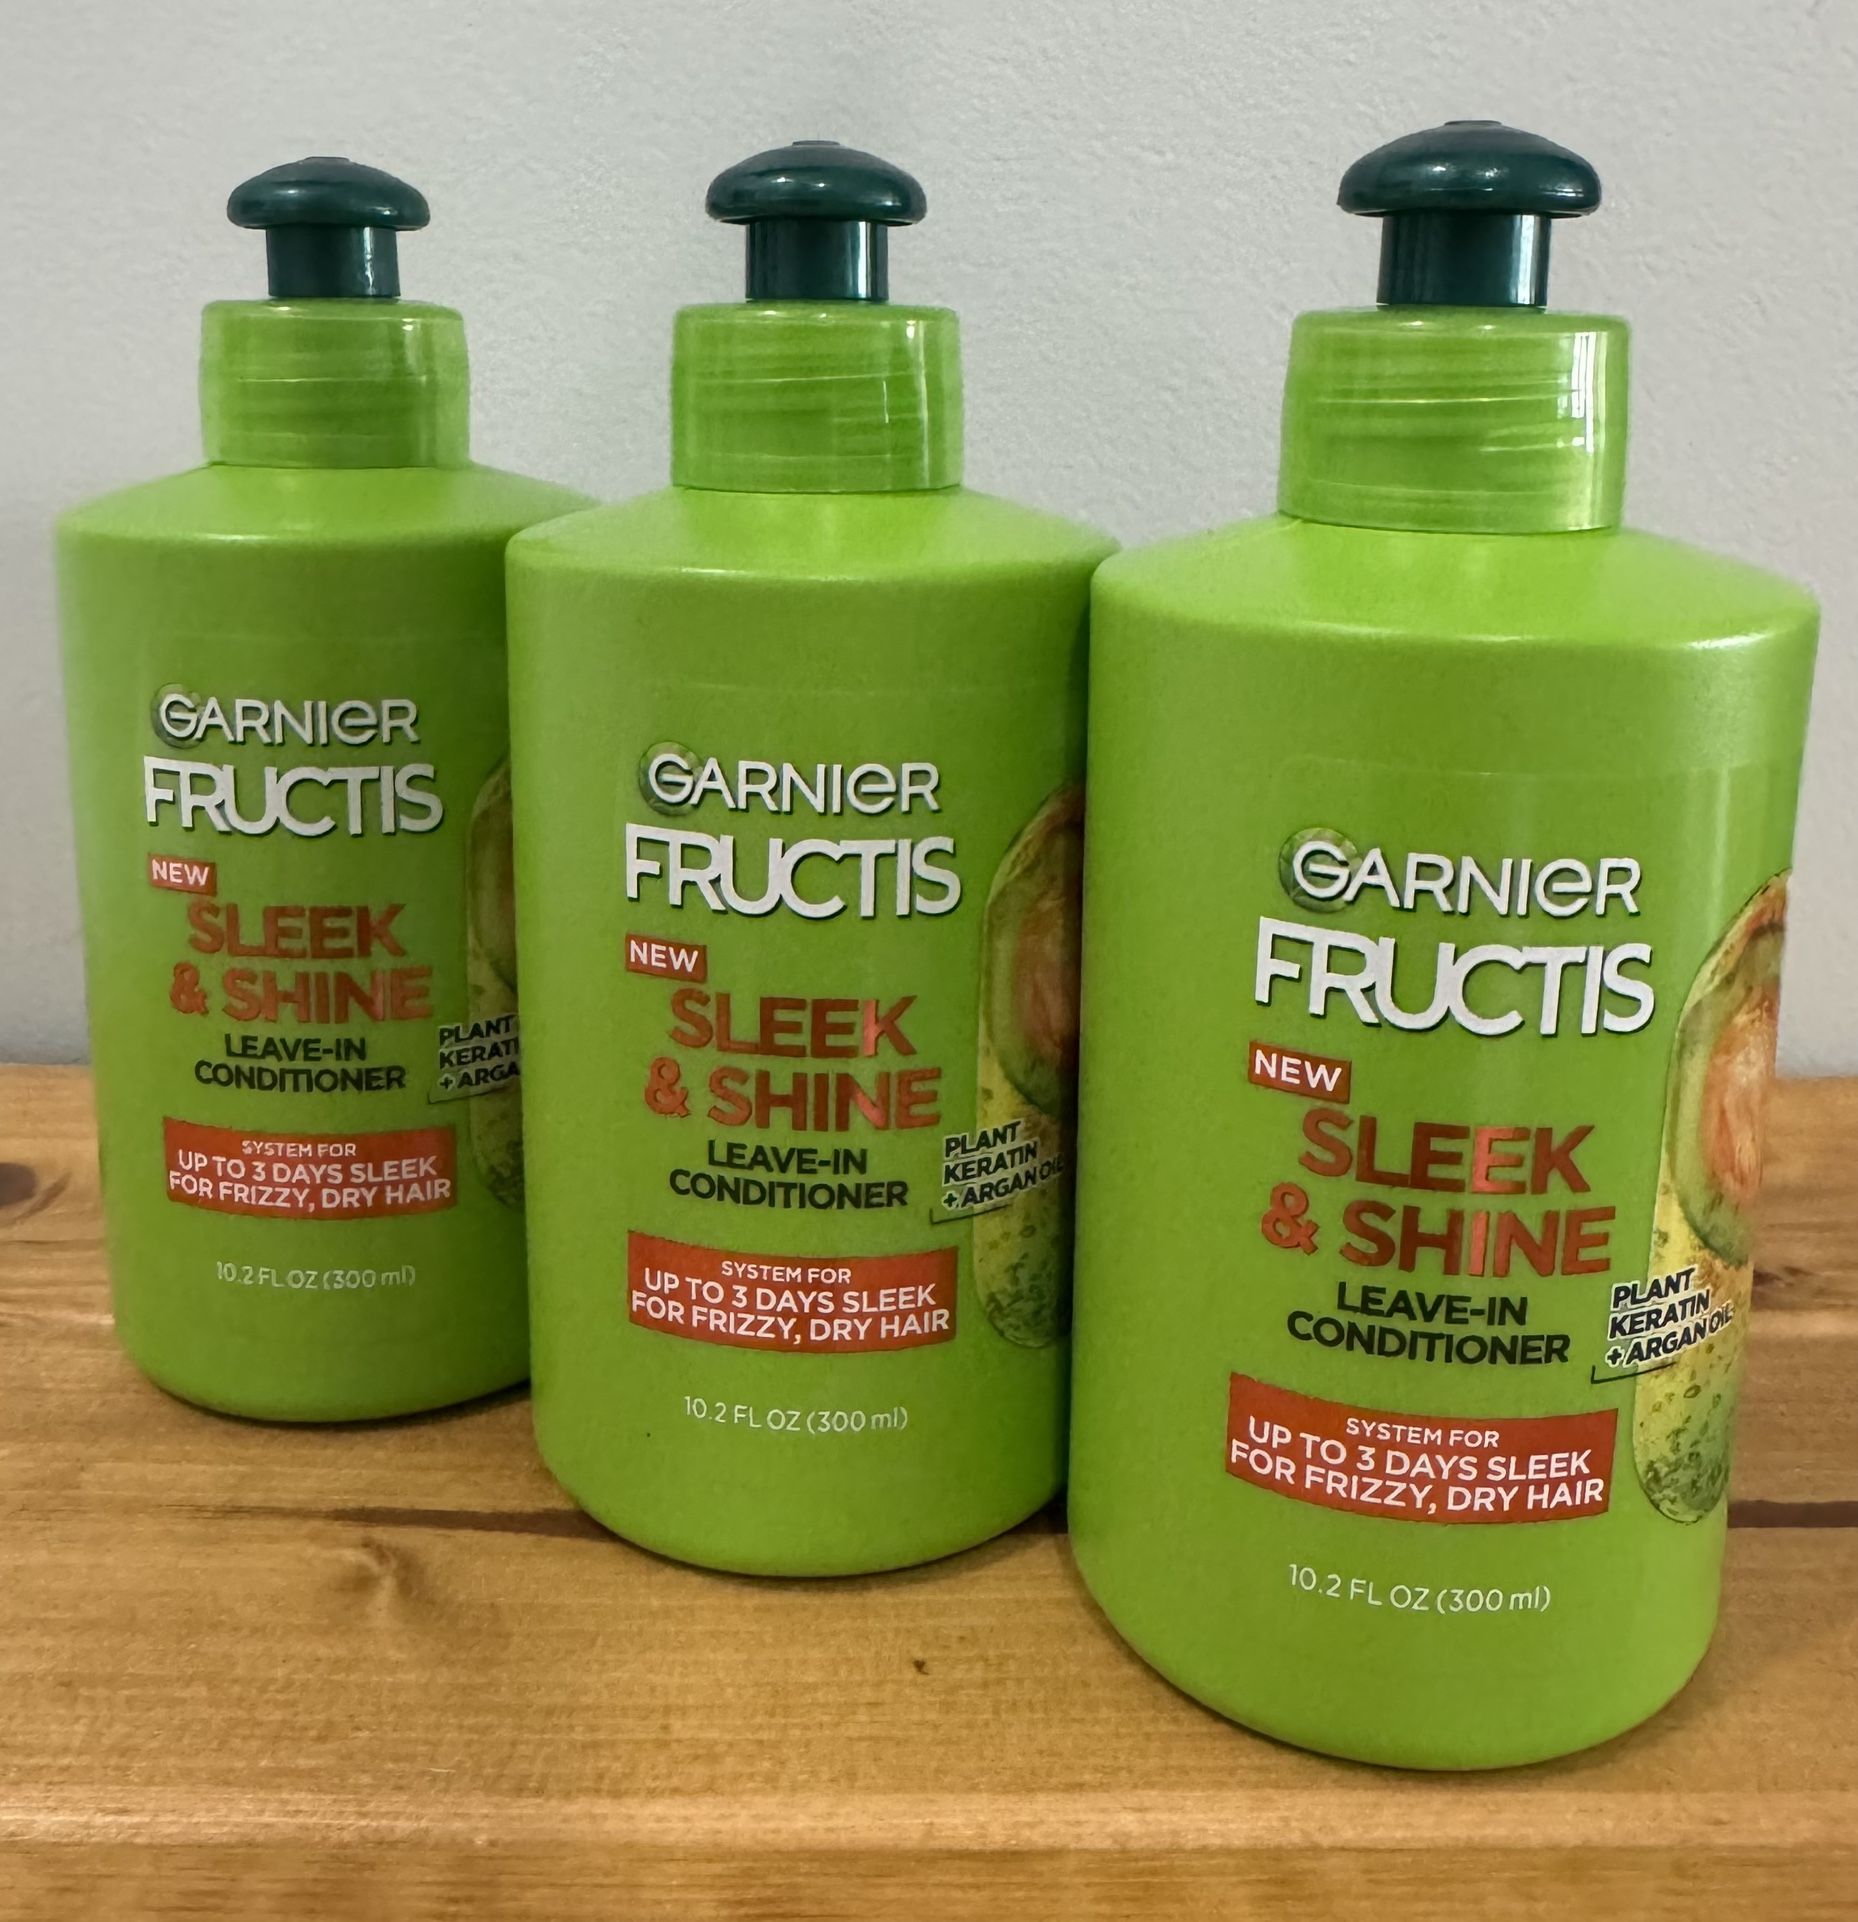 GARNIER
FRUCTIS
NEW
SLEEK
& SHINE
LEAVE-IN
CONDITIONER
PLANT
+
SYSTEM FOR
UP TO 3 DAYS SLEEK
FOR FRIZZY, DRY HAIR
10.2 FL OZ (300 ml)
GARNIER
FRUCTIS
NEW
SLEEK
& SHINE
LEAVE-IN
CONDITIONER
PLANT
KERATIN
+ ARGAN OIL
SYSTEM FOR
UP TO 3 DAYS SLEEK
FOR FRIZZY, DRY HAIR
10.2 FL OZ (300 ml)
GARNIER
FRUCTIS
NEW
SLEEK
& SHINE
LEAVE-IN
CONDITIONER
PLANT
KERATIN
+ ARGAN OIL
SYSTEM FOR
UP TO 3 DAYS SLEEK
FOR FRIZZY, DRY HAIR
10.2 FL OZ (300 ml)